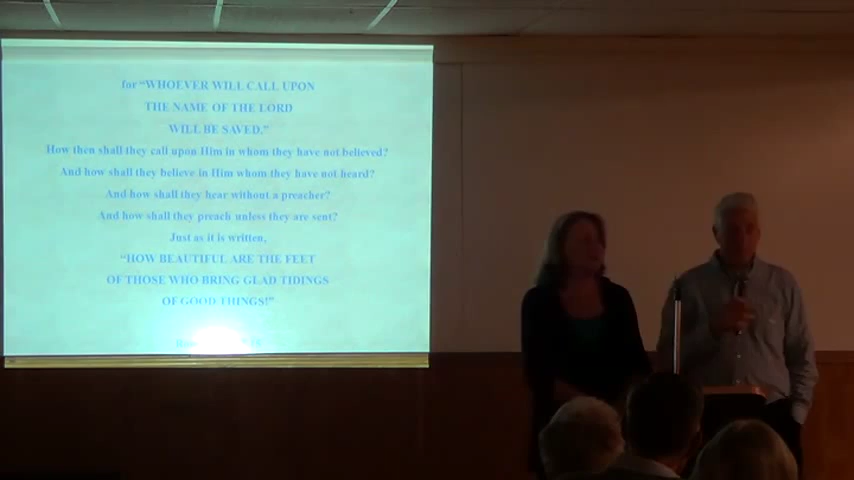 for “WHOEVER WILL CALL UPON
THE NAME OF THE LORD
WILL BE SAVED.”
How then shall they call upon Him in whom they have not believed?
And how shall they believe in Him whom they have not heard?
And how shall they hear without a preacher?
And how shall they preach unless they are sent?
Just as it is written,
“HOW BEAUTIFUL ARE THE FEET
OF THOSE WHO BRING GLAD TIDINGS
OF GOOD THINGS!”